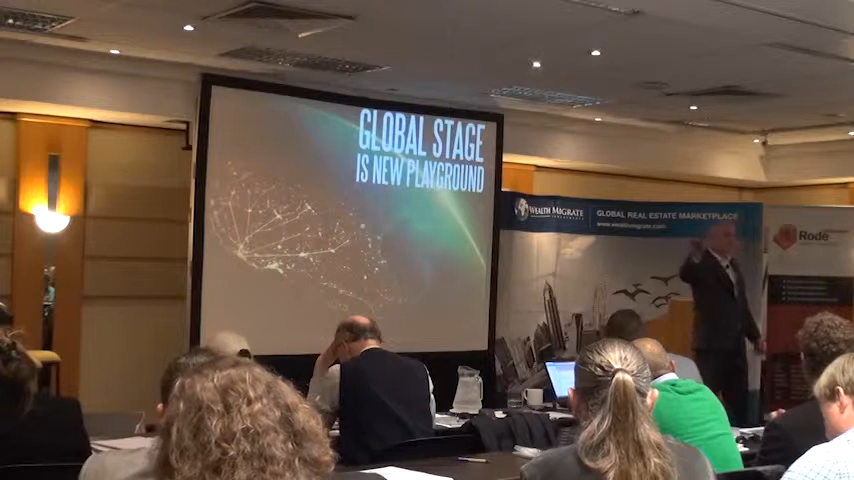 GLOBAL STAGE
IS NEW PLAYGROUND
WEALTH MIGRATE
GLOBAL REAL ESTATE MARKETPLACE
www.wealthmigrate.com
Rode